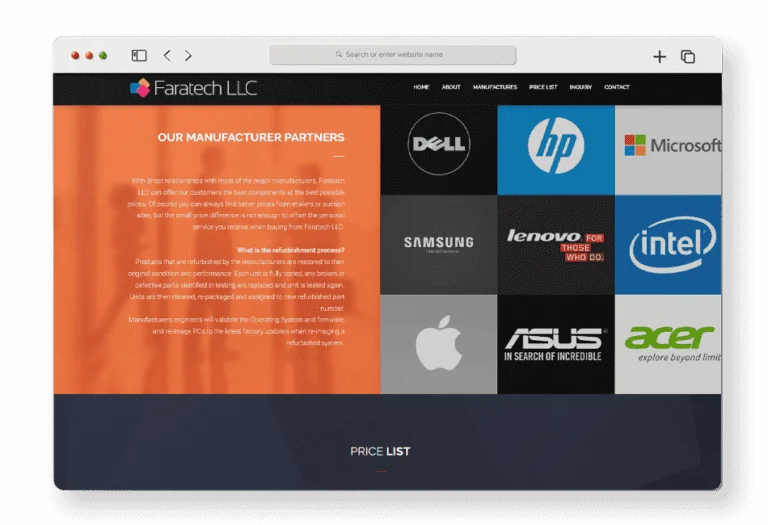 Search or enter website name
Faratech LLC
HOME ABOUT MANUFACTURES PRICE LIST INQUIRY CONTACT
OUR MANUFACTURER PARTNERS
With direct relationships with most of the major manufacturers, Faratech
LLC can offer our customers the best components at the best possible
prices. Of course you can always find better prices from etailers or auction
sites, but the small price difference is not enough to offset the personal
service you receive when buying from Faratech LLC.
What is the refurbishment process?
Products that are refurbished by the manufacturers are restored to their
original condition and performance. Each unit is fully tested, any broken or
defective parts identified in testing are replaced and unit is tested again.
Units are then cleaned, re-packaged and assigned to new refurbished part
number.
Manufacturers engineers will validate the Operating System and firmware,
and re-image PCs to the latest factory updates when re-imaging a
refurbished system.
DELL
hp
Microsoft
SAMSUNG
lenovo FOR
THOSE
WHO DO.
intel
ASUS
IN SEARCH OF INCREDIBLE
acer
explore beyond limit
PRICE LIST